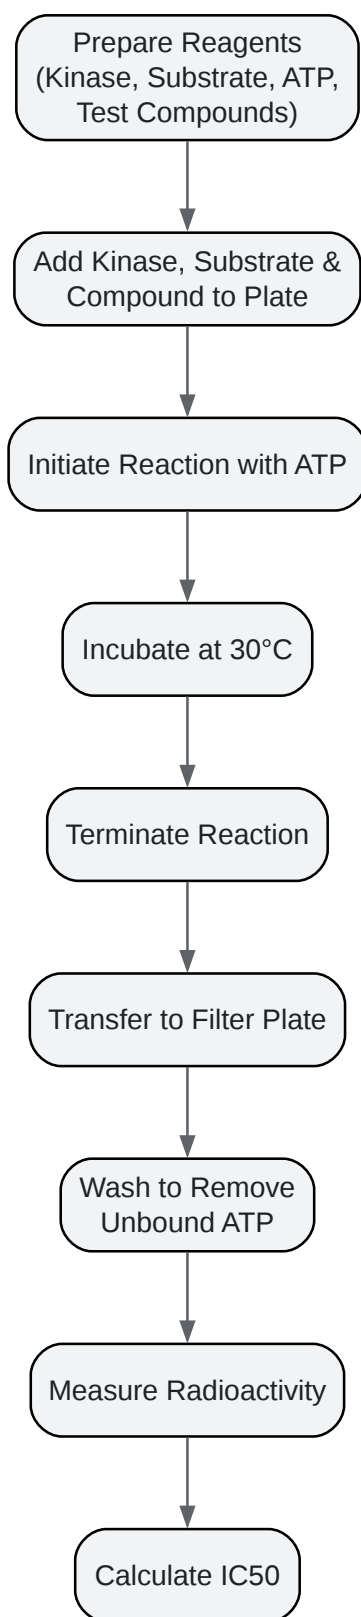 Prepare Reagents
(Kinase, Substrate, ATP,
Test Compounds)
Add Kinase, Substrate &
Compound to Plate
Initiate Reaction with ATP
Incubate at 30°C
Terminate Reaction
Transfer to Filter Plate
Wash to Remove
Unbound ATP
Measure Radioactivity
Calculate IC50